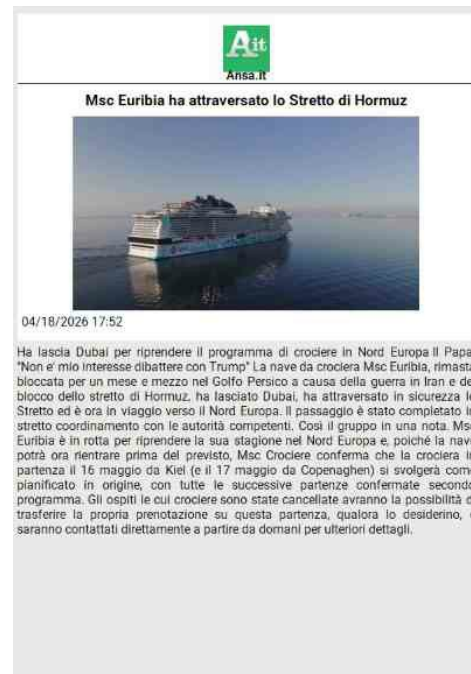 Ait
Ansa.it
Msc Euribia ha attraversato lo Stretto di Hormuz
04/18/2026 17:52
Ha lascia Dubai per riprendere il programma di crociere in Nord Europa Il Papa
"Non e' mio interesse dibattere con Trump" La nave da crociera Msc Euribia, rimasta
bloccata per un mese e mezzo nel Golfo Persico a causa della guerra in Iran e de
blocco dello stretto di Hormuz, ha lasciato Dubai, ha attraversato in sicurezza lo
Stretto ed è ora in viaggio verso il Nord Europa. Il passaggio è stato completato i
stretto coordinamento con le autorità competenti. Così il gruppo in una nota. Msc
Euribia è in rotta per riprendere la sua stagione nel Nord Europa e, poiché la nave
potrà ora rientrare prima del previsto, Msc Crociere conferma che la crociera i
partenza il 16 maggio da Kiel (e il 17 maggio da Copenaghen) si svolgerà come
pianificato in origine, con tutte le successive partenze confermate secondo
programma. Gli ospiti le cui crociere sono state cancellate avranno la possibilità d
trasferire la propria prenotazione su questa partenza, qualora lo desiderino,
saranno contattati direttamente a partire da domani per ulteriori dettagli.